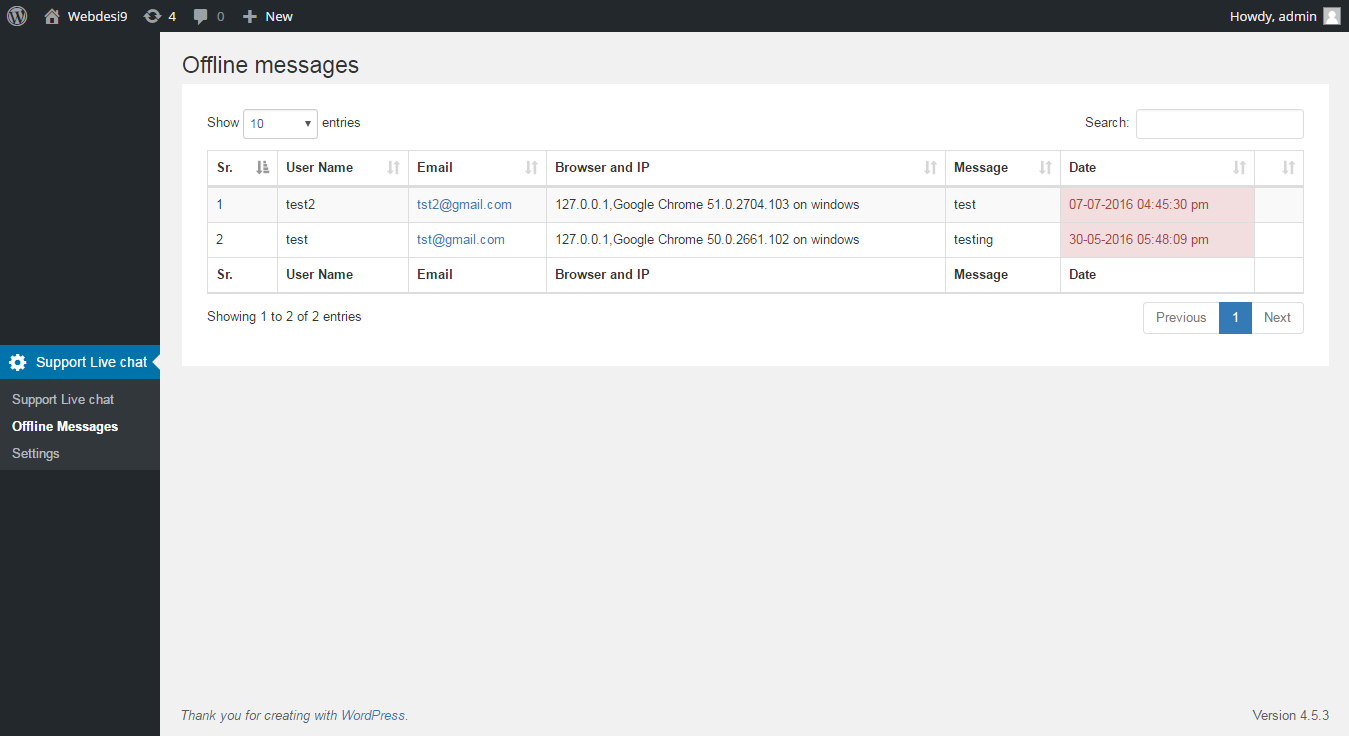 Webdesi9 4 0 New Howdy, admin
Offline messages
Show 10 entries Search:
Sr. User Name Email Browser and IP Message Date
1 test2 tst2@gmail.com 127.0.0.1,Google Chrome 51.0.2704.103 on windows test 07-07-2016 04:45:30 pm
2 test tst@gmail.com 127.0.0.1,Google Chrome 50.0.2661.102 on windows testing 30-05-2016 05:48:09 pm
Sr. User Name Email Browser and IP Message Date
Showing 1 to 2 of 2 entries Previous 1 Next
Support Live chat
Support Live chat
Offline Messages
Settings
Thank you for creating with WordPress. Version 4.5.3